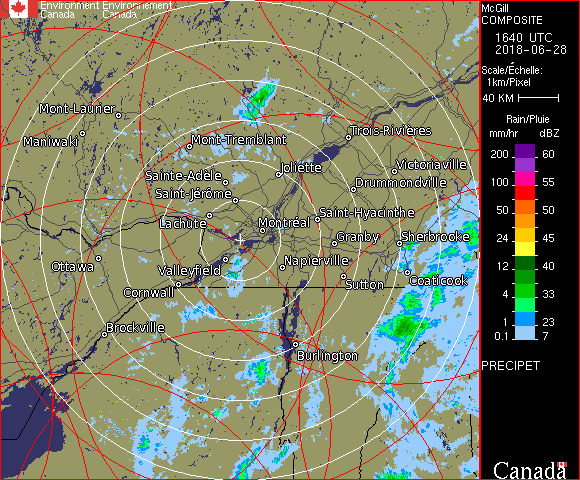 Environment Environnement
Canada Canada
McGill
COMPOSITE
1640 UTC
2018-06-28
Scale/Échelle:
1km/Pixel
40 KM
Rain/Pluie
mm/hr dBZ
200 60
150 57
100 55
50 50
24 45
12 40
4 33
1 23
0.1 7
PRECIPET
Canada
Mont-Laurier
Maniwaki
Mont-Tremblant
Trois-Rivières
Joliette
Victoriaville
Sainte-Adèle
Drummondville
Saint-Jérôme
Lachute
Saint-Hyacinthe
Montréal
Granby
Sherbrooke
Ottawa
Valleyfield
Napierville
Coaticook
Sutton
Cornwall
Brockville
Burlington